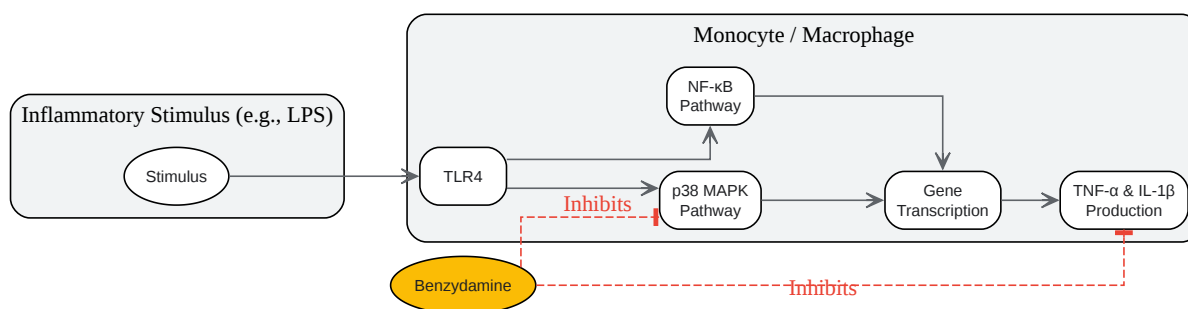 Monocyte / Macrophage
Inflammatory Stimulus (e.g., LPS)
Stimulus
TLR4
NF-κB
Pathway
p38 MAPK
Pathway
Gene
Transcription
TNF-α & IL-1β
Production
Inhibits
Benzydamine
Inhibits